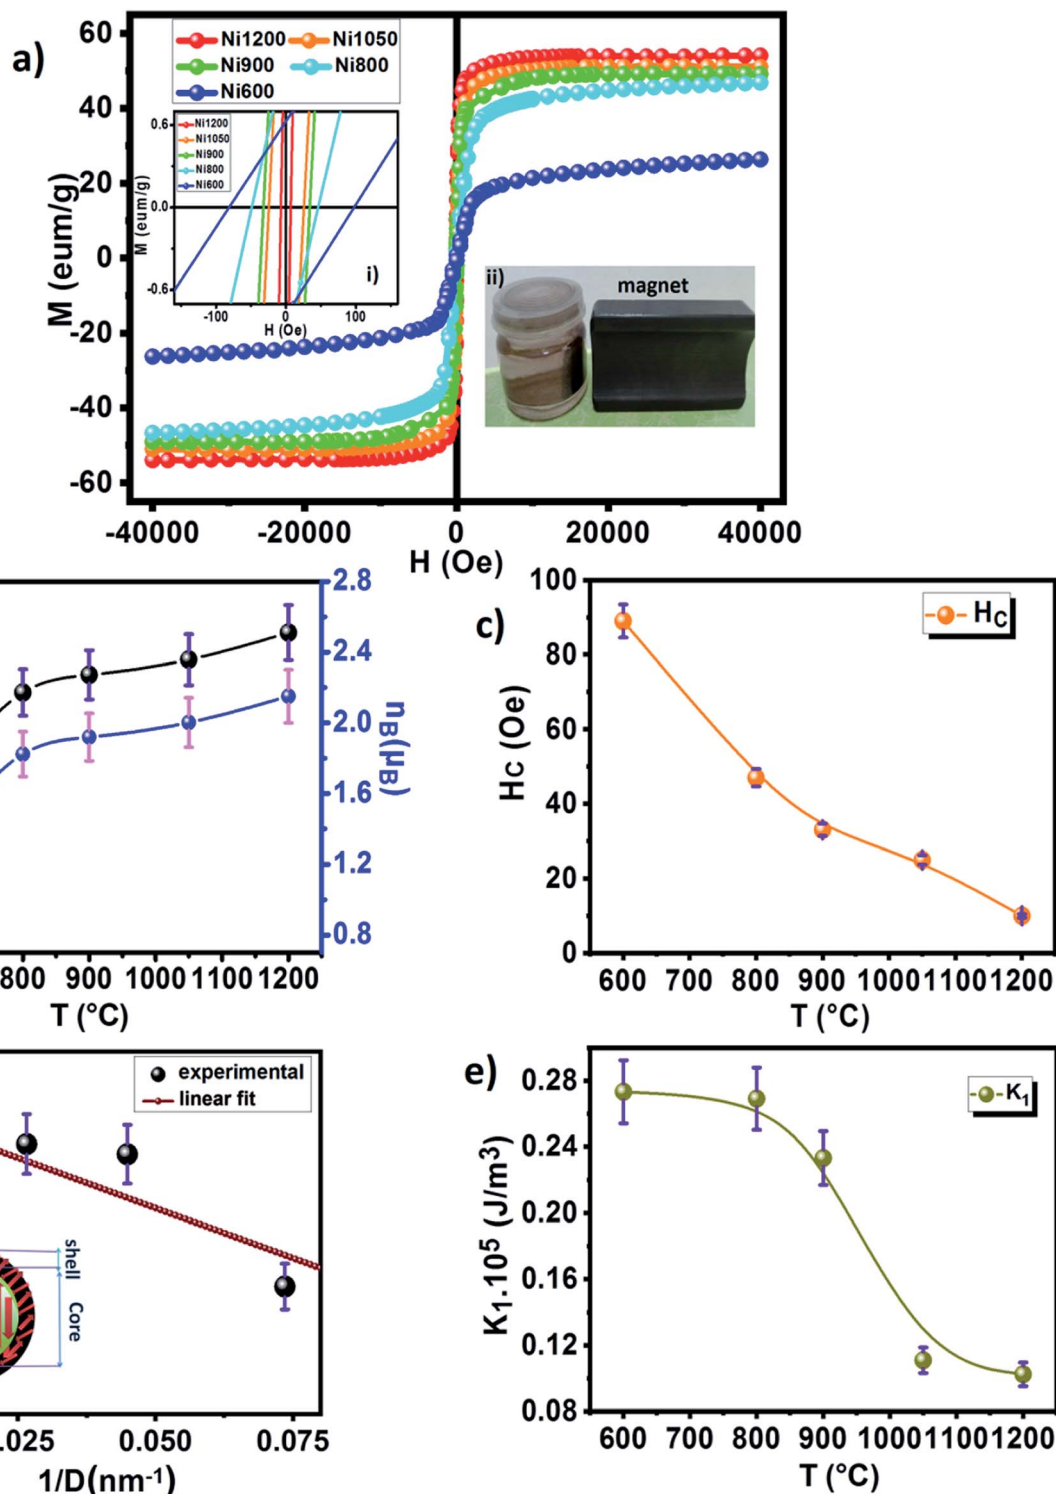 a)
Ni1200 Ni1050
Ni900 Ni800
Ni600
60
40
20
0
-20
-40
-60
M (eum/g)
0.6
0.0
-0.6
M (eum/g)
Ni1200
Ni1050
Ni900
Ni800
Ni600
i)
-100 0 100
H (Oe)
ii)
magnet
-40000 -20000 0 20000 40000
H (Oe)
2.8
2.4
2.0
1.6
1.2
0.8
nB(μB)
800 900 1000 1100 1200
T (°C)
c)
HC
100
80
60
40
20
0
HC (Oe)
600 700 800 900 1000 1100 1200
T (°C)
experimental
linear fit
shell
Core
.025 0.050 0.075
1/D(nm-1)
e)
K1
0.28
0.24
0.20
0.16
0.12
0.08
K1.10⁵ (J/m³)
600 700 800 900 1000 1100 1200
T (°C)